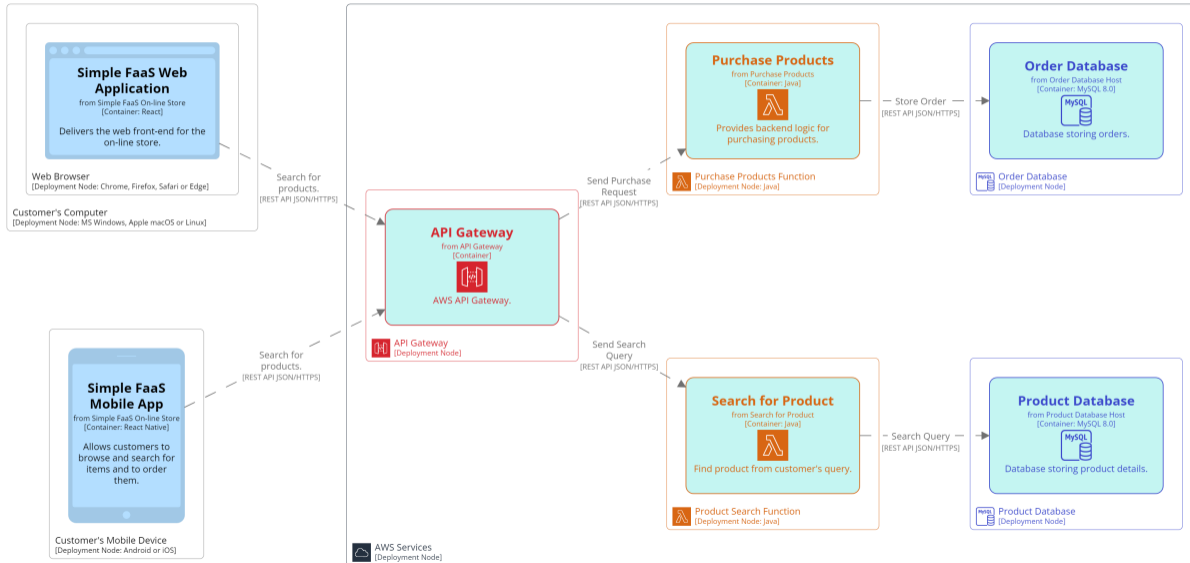 Simple FaaS Web
Application
from Simple FaaS On-line Store
[Container: React]
Delivers the web front-end for the
on-line store.
Web Browser
[Deployment Node: Chrome, Firefox, Safari or Edge]
Customer's Computer
[Deployment Node: MS Windows, Apple macOS or Linux]
Search for
products.
[REST API JSON/HTTPS]
Simple FaaS
Mobile App
from Simple FaaS On-line Store
[Container: React Native]
Allows customers to
browse and search for
items and to order
them.
Customer's Mobile Device
[Deployment Node: Android or iOS]
Search for
products.
[REST API JSON/HTTPS]
API Gateway
from API Gateway
[Container]
AWS API Gateway.
API Gateway
[Deployment Node]
Send Purchase
Request
[REST API JSON/HTTPS]
Send Search
Query
[REST API JSON/HTTPS]
Purchase Products
from Purchase Products
[Container: Java]
Provides backend logic for
purchasing products.
Purchase Products Function
[Deployment Node: Java]
Store Order
[REST API JSON/HTTPS]
Order Database
from Order Database Host
[Container: MySQL 8.0]
MySQL
Database storing orders.
MySQL
Order Database
[Deployment Node]
Search for Product
from Search for Product
[Container: Java]
Find product from customer's query.
Product Search Function
[Deployment Node: Java]
Search Query
[REST API JSON/HTTPS]
Product Database
from Product Database Host
[Container: MySQL 8.0]
MySQL
Database storing product details.
MySQL
Product Database
[Deployment Node]
AWS Services
[Deployment Node]